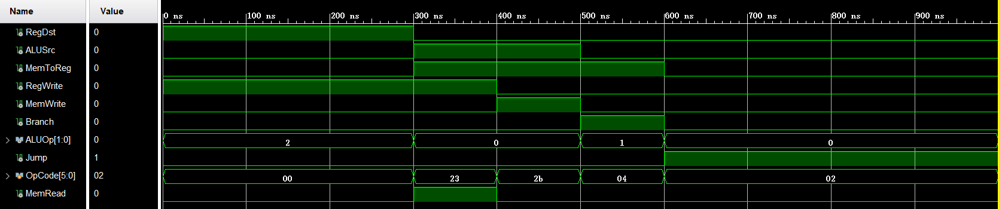 Name Value 0 ns 100 ns 200 ns 300 ns 400 ns 500 ns 600 ns 700 ns 800 ns 900 ns
RegDst 0
ALUSrc 0
MemToReg 0
RegWrite 0
MemWrite 0
Branch 0
ALUOp[1:0] 0 2 0 1 0
Jump 1
OpCode[5:0] 02 00 23 2b 04 02
MemRead 0